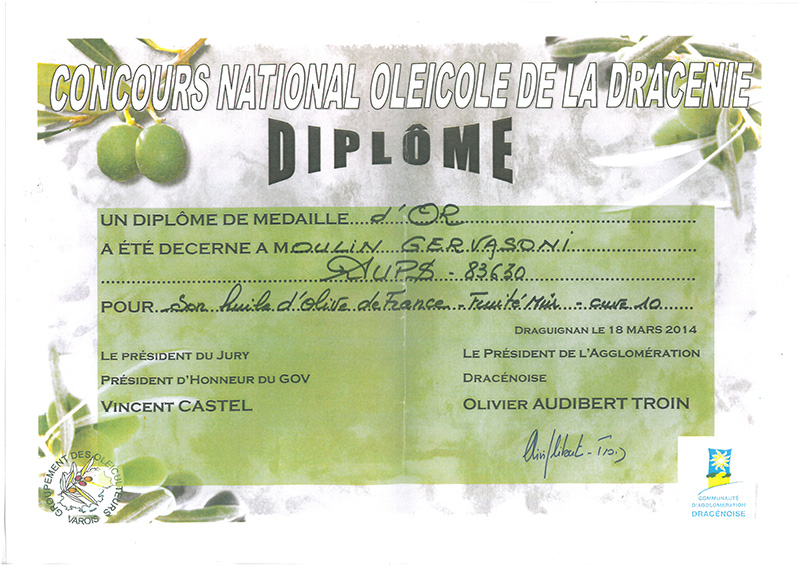 CONCOURS NATIONAL OLEICOLE DE LA DRACENIE
DIPLÔME
UN DIPLÔME DE MEDAILLE....d'OR
A ÉTÉ DECERNE A MOULIN GERVASONI
AUPS - 83630
POUR son huile d'Olive de France - Fruité Mûr - cuve 10
DRAGUIGNAN LE 18 MARS 2014
LE PRÉSIDENT DU JURY
PRÉSIDENT D'HONNEUR DU GOV
VINCENT CASTEL
LE PRÉSIDENT DE L'AGGLOMÉRATION
DRACÉNOISE
OLIVIER AUDIBERT TROIN
GROUPEMENT DES OLEICULTEURS
VAROIS
COMMUNAUTÉ
D'AGGLOMÉRATION
DRACÉNOISE